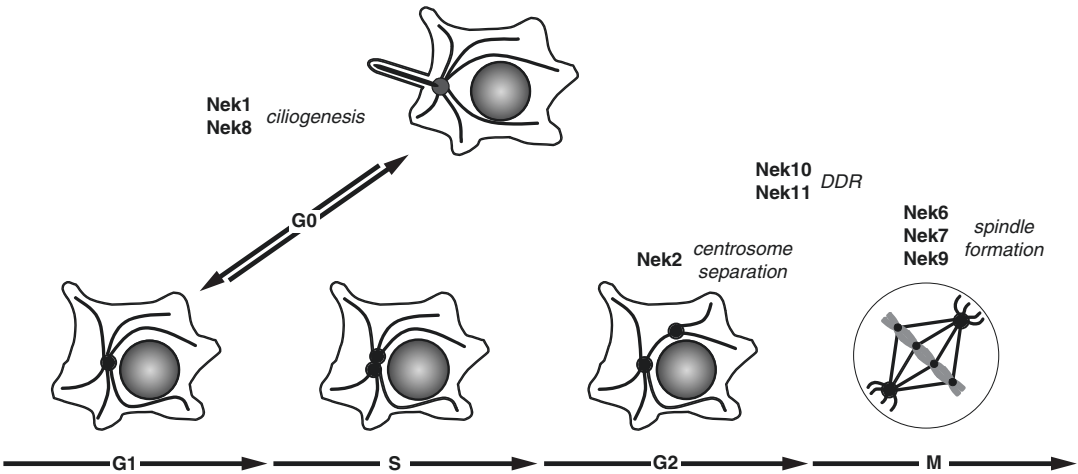 Nek1
Nek8
ciliogenesis
G0
Nek10
Nek11
DDR
Nek6
Nek7
Nek9
spindle
formation
Nek2
centrosome
separation
G1
S
G2
M